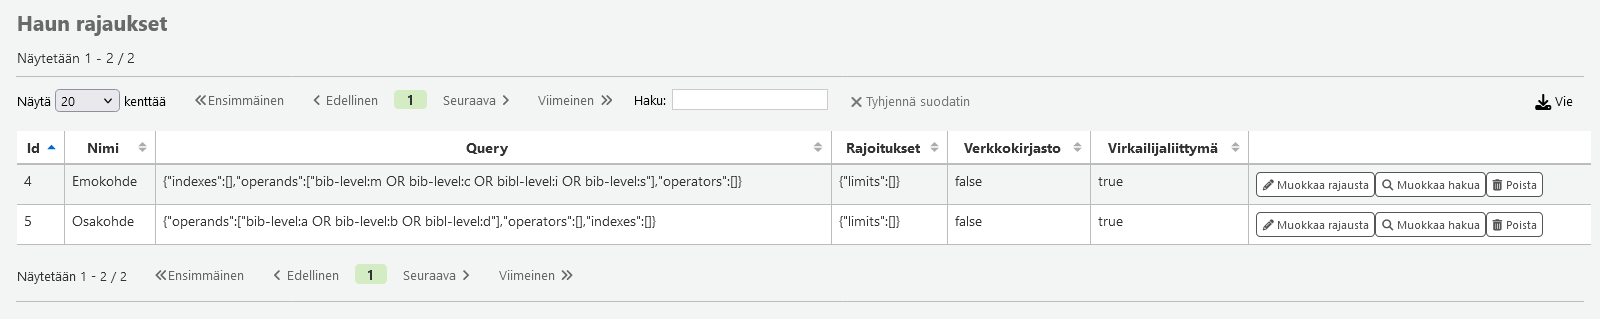 Haun rajaukset
Näytetään 1 - 2 / 2
Näytä 20 kenttää Ensimmäinen Edellinen 1 Seuraava Viimeinen Haku: Tyhjennä suodatin Vie
Id Nimi Query Rajoitukset Verkkokirjasto Virkailijaliittymä
4 Emokohde {"indexes":[],"operands":["bib-level:m OR bib-level:c OR bibl-level:i OR bib-level:s"],"operators":[]} {"limits":[]} false true Muokkaa rajausta Muokkaa hakua Poista
5 Osakohde {"operands":["bib-level:a OR bib-level:b OR bibl-level:d"],"operators":[],"indexes":[]} {"limits":[]} false true Muokkaa rajausta Muokkaa hakua Poista
Näytetään 1 - 2 / 2 Ensimmäinen Edellinen 1 Seuraava Viimeinen